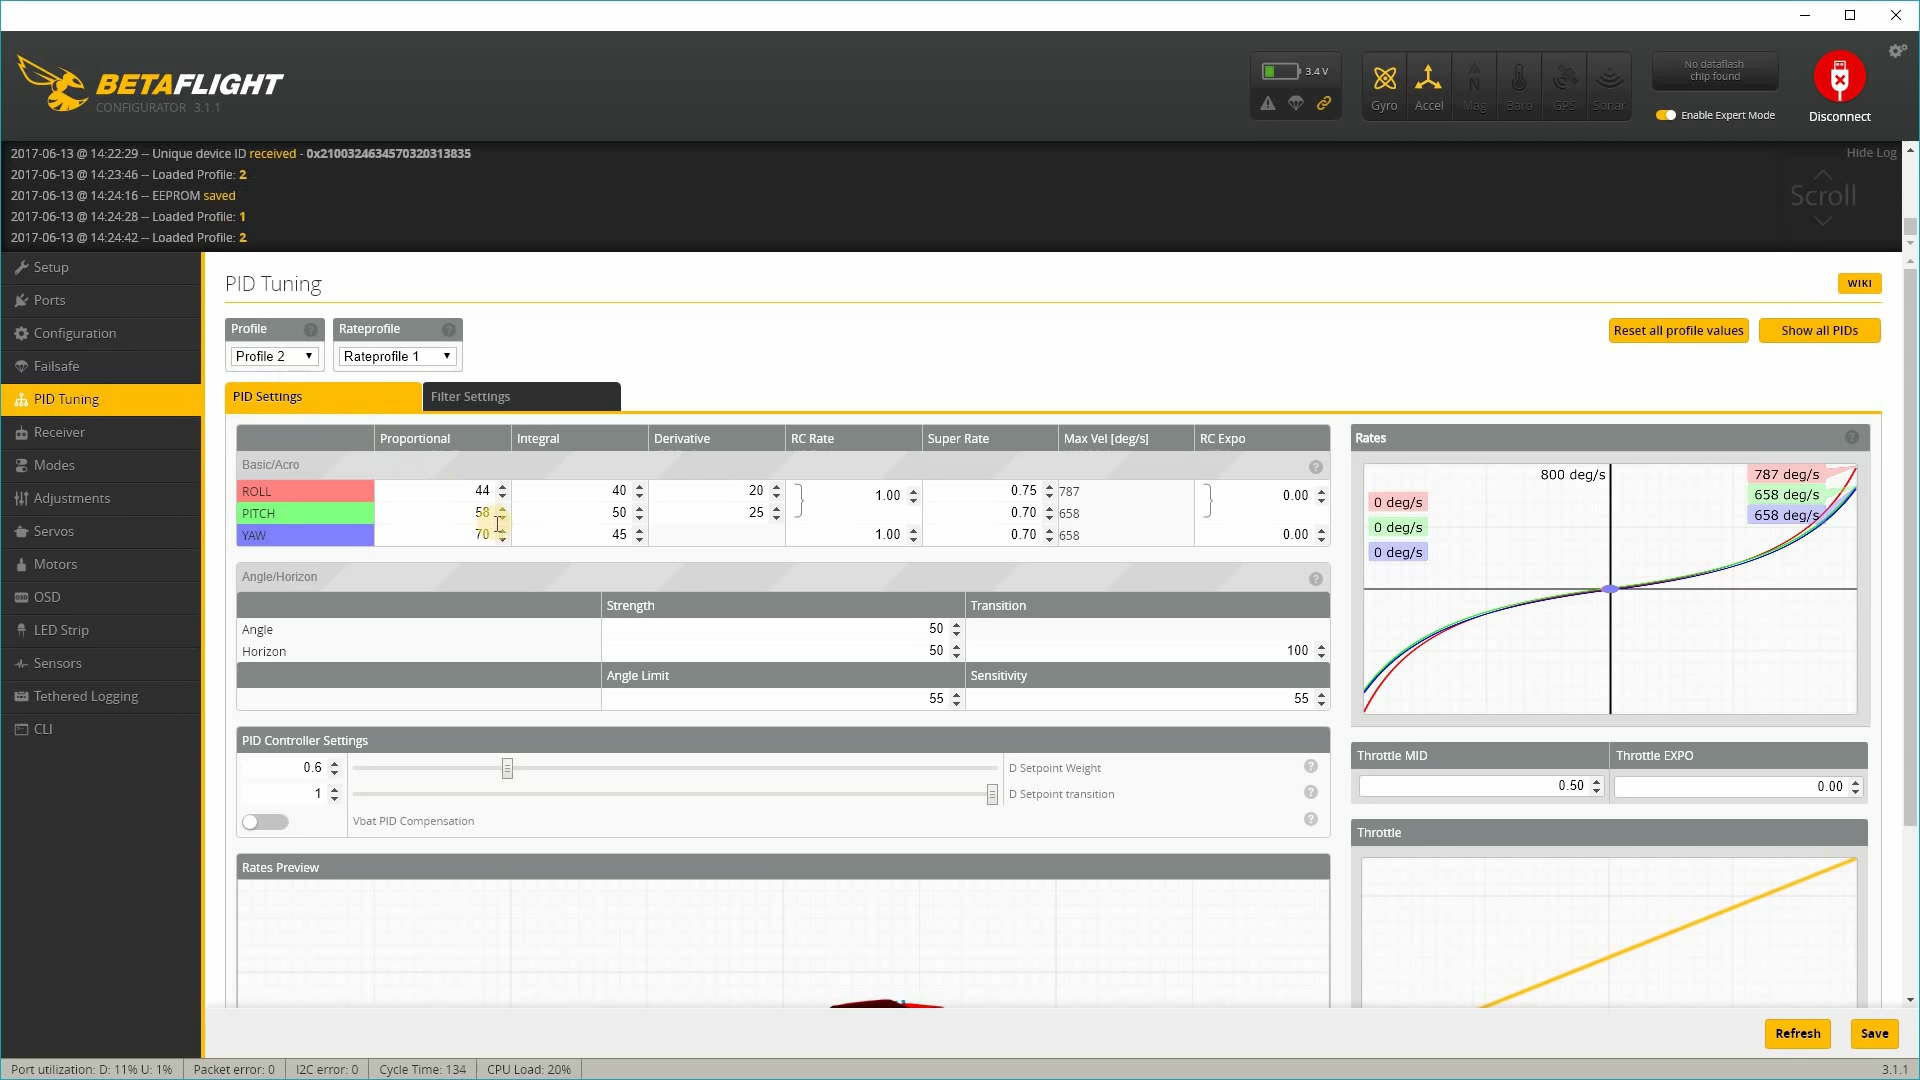 BETAFLIGHT
CONFIGURATOR 3.1.1
3.4 V
Gyro
Accel
Mag
Baro
GPS
Sonar
No dataflash
chip found
Enable Expert Mode
Disconnect
2017-06-13 @ 14:22:29 -- Unique device ID received - 0x2100324634570320313835
2017-06-13 @ 14:23:46 -- Loaded Profile: 2
2017-06-13 @ 14:24:16 -- EEPROM saved
2017-06-13 @ 14:24:28 -- Loaded Profile: 1
2017-06-13 @ 14:24:42 -- Loaded Profile: 2
Hide Log
Scroll
Setup
Ports
Configuration
Failsafe
PID Tuning
Receiver
Modes
Adjustments
Servos
Motors
OSD
LED Strip
Sensors
Tethered Logging
CLI
PID Tuning
WIKI
Profile
Rateprofile
Profile 2
Rateprofile 1
Reset all profile values
Show all PIDs
PID Settings
Filter Settings
Proportional Integral Derivative RC Rate Super Rate Max Vel [deg/s] RC Expo
Basic/Acro
ROLL 44 40 20 1.00 0.75 787 0.00
PITCH 58 50 25 0.70 658
YAW 70 45 1.00 0.70 658 0.00
Angle/Horizon
Strength Transition
Angle 50
Horizon 50 100
Angle Limit Sensitivity
55 55
PID Controller Settings
0.6 D Setpoint Weight
1 D Setpoint transition
Vbat PID Compensation
Rates Preview
Rates
800 deg/s
787 deg/s
658 deg/s
658 deg/s
0 deg/s
0 deg/s
0 deg/s
Throttle MID Throttle EXPO
0.50 0.00
Throttle
Refresh
Save
Port utilization: D: 11% U: 1% Packet error: 0 I2C error: 0 Cycle Time: 134 CPU Load: 20% 3.1.1